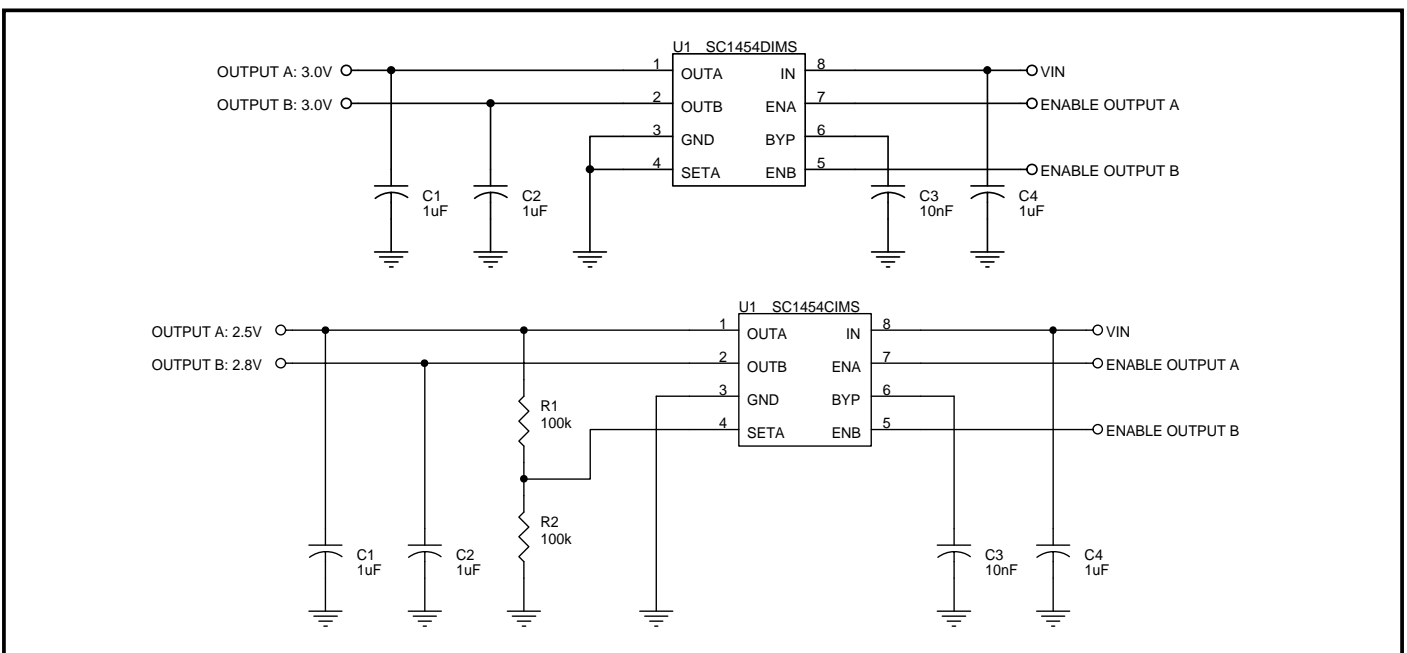 U1 SC1454DIMS
OUTPUT A: 3.0V
1 OUTA IN 8
VIN
OUTPUT B: 3.0V
2 OUTB ENA 7
ENABLE OUTPUT A
3 GND BYP 6
4 SETA ENB 5
ENABLE OUTPUT B
C1
1uF
C2
1uF
C3
10nF
C4
1uF
U1 SC1454CIMS
OUTPUT A: 2.5V
1 OUTA IN 8
VIN
OUTPUT B: 2.8V
2 OUTB ENA 7
ENABLE OUTPUT A
3 GND BYP 6
R1
100k
4 SETA ENB 5
ENABLE OUTPUT B
R2
100k
C1
1uF
C2
1uF
C3
10nF
C4
1uF